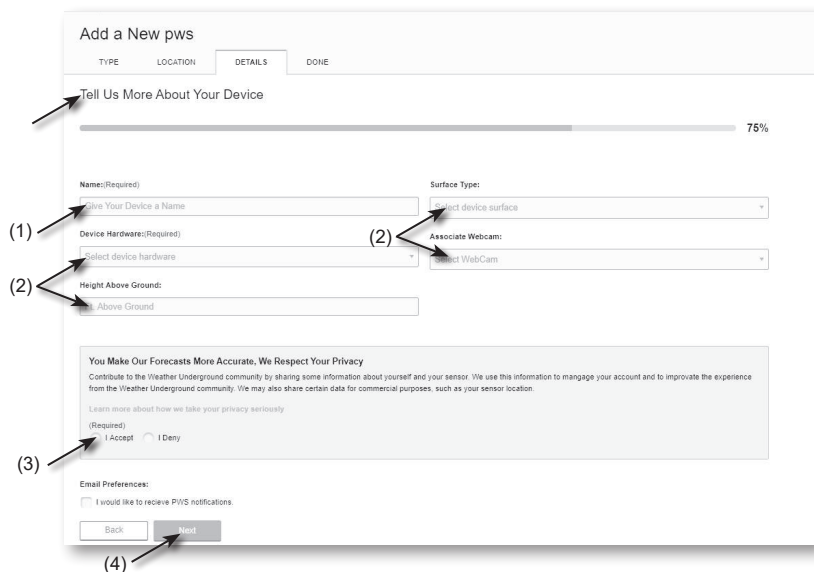 Add a New pws
TYPE LOCATION DETAILS DONE
Tell Us More About Your Device
75%
Name:(Required)
Give Your Device a Name
Surface Type:
Select device surface
(1)
Device Hardware:(Required)
Select device hardware
(2)
Associate Webcam:
Select WebCam
(2)
Height Above Ground:
Above Ground
You Make Our Forecasts More Accurate, We Respect Your Privacy
Contribute to the Weather Underground community by sharing some information about yourself and your sensor. We use this information to mangage your account and to improvate the experience
from the Weather Underground community. We may also share certain data for commercial purposes, such as your sensor location.
Learn more about how we take your privacy seriously
(Required)
I Accept I Deny
(3)
Email Preferences:
I would like to recieve PWS notifications.
Back Next
(4)